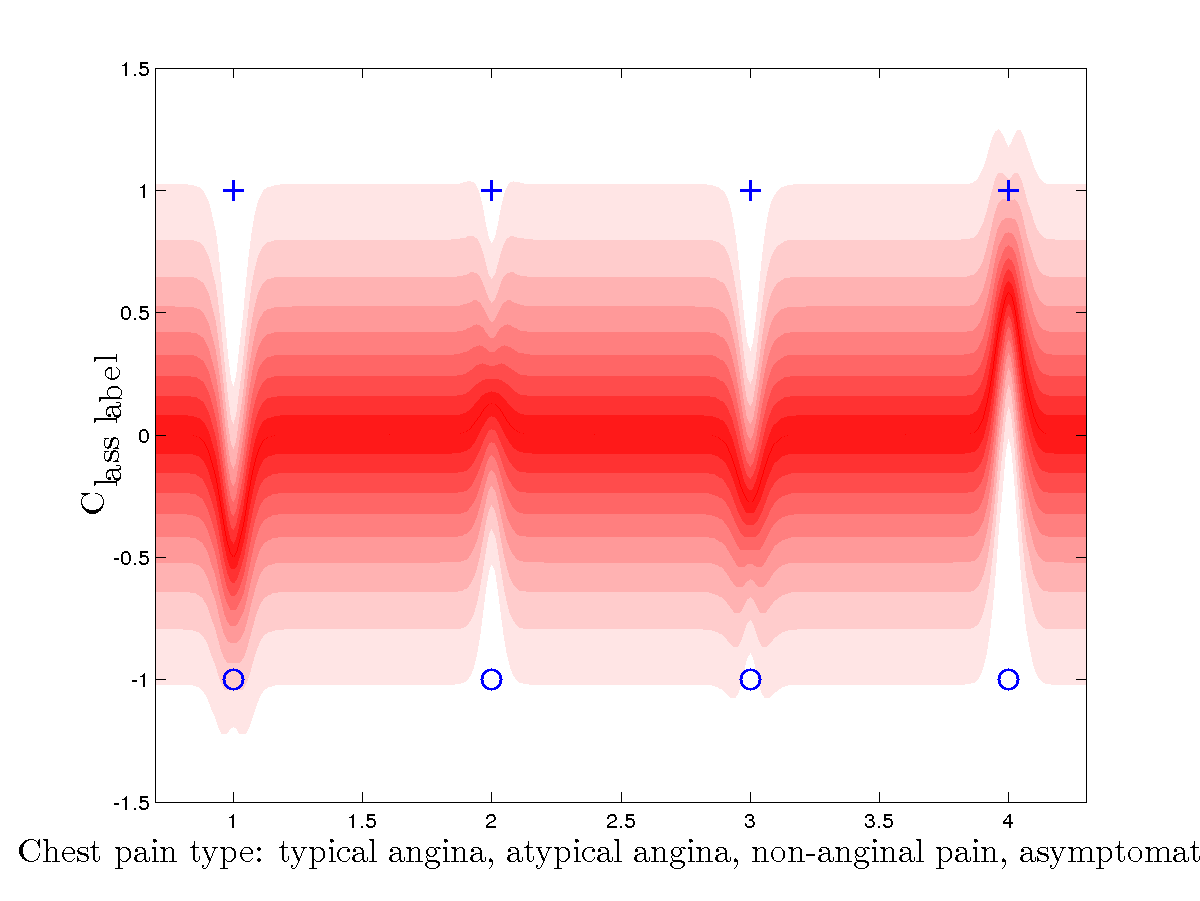 1.5
1
0.5
0
-0.5
-1
-1.5
Class label
1 1.5 2 2.5 3 3.5 4
Chest pain type: typical angina, atypical angina, non-anginal pain, asymptomat